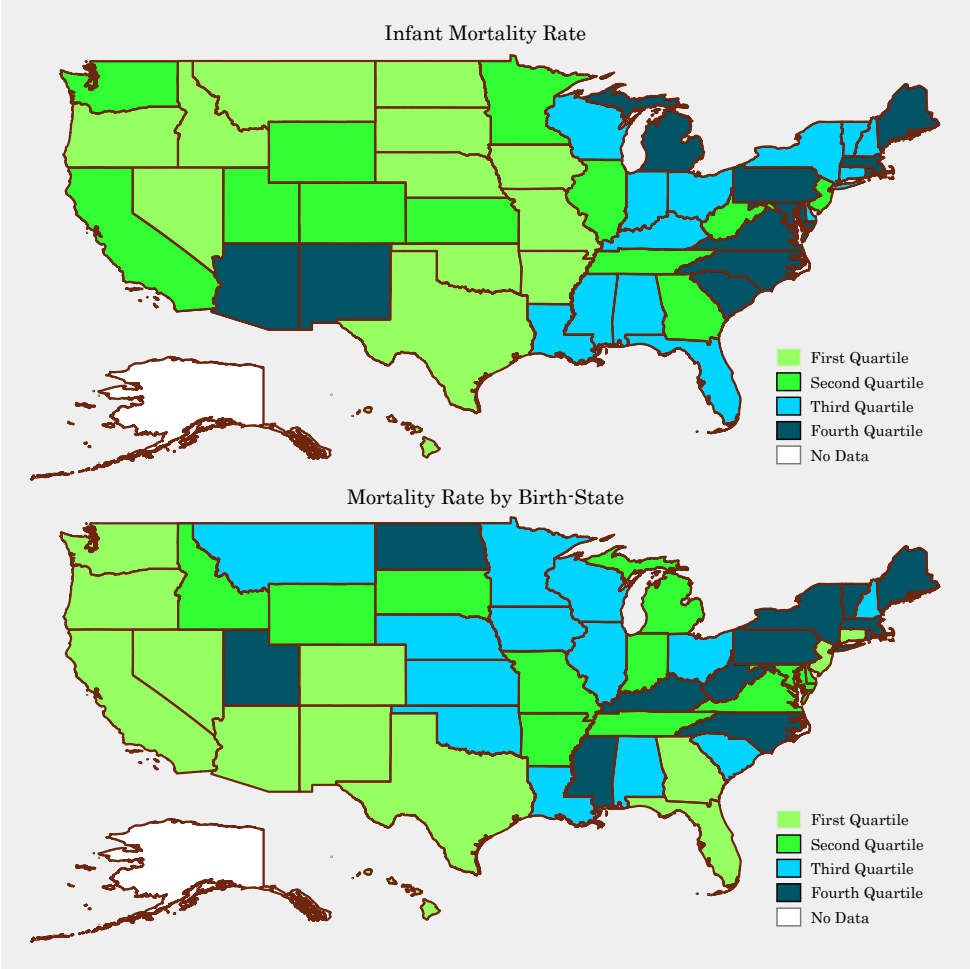 Infant Mortality Rate
First Quartile
Second Quartile
Third Quartile
Fourth Quartile
No Data
Mortality Rate by Birth-State
First Quartile
Second Quartile
Third Quartile
Fourth Quartile
No Data